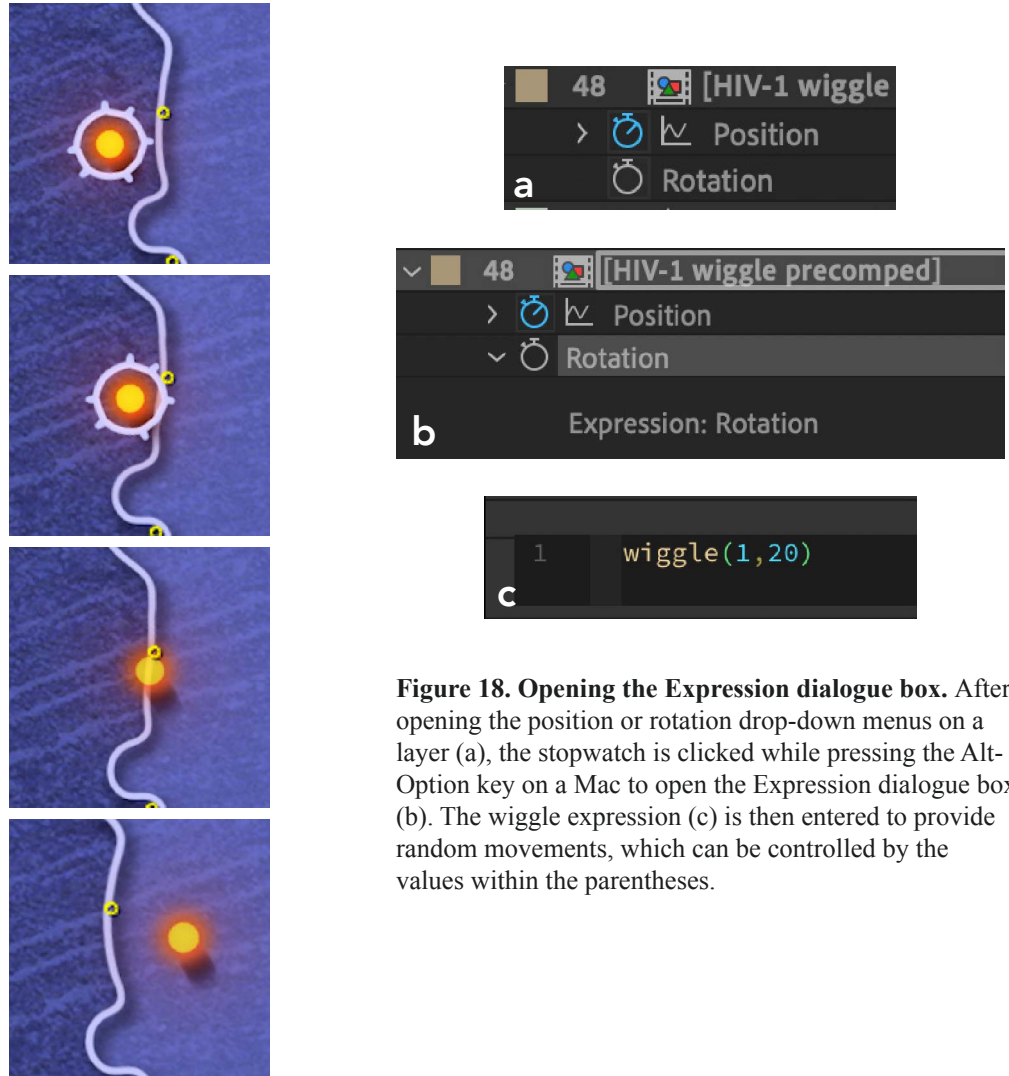 48 [HIV-1 wiggle
Position
a Rotation
48 [HIV-1 wiggle precomped]
Position
Rotation
b Expression: Rotation
1 wiggle(1,20)
c
Figure 18. Opening the Expression dialogue box. After
opening the position or rotation drop-down menus on a
layer (a), the stopwatch is clicked while pressing the Alt-
Option key on a Mac to open the Expression dialogue box
(b). The wiggle expression (c) is then entered to provide
random movements, which can be controlled by the
values within the parentheses.